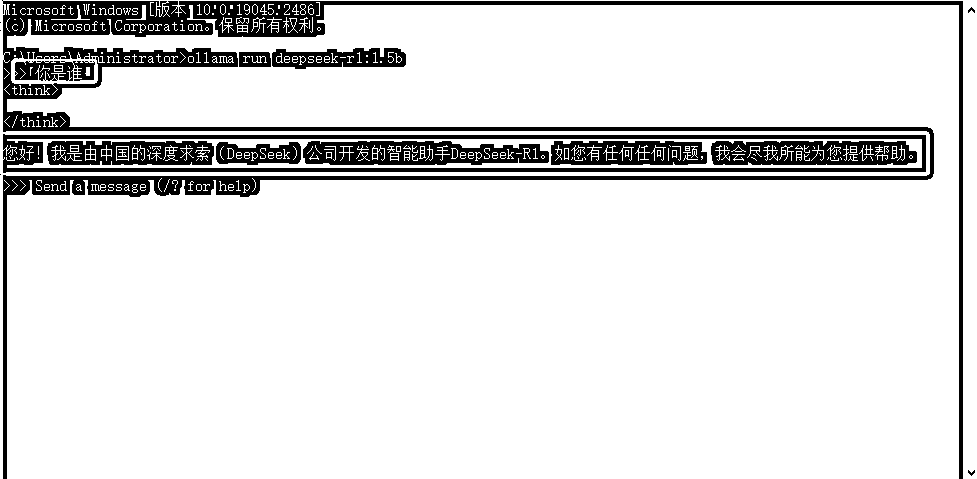 Microsoft Windows [版本 10.0.19045.2486]
(c) Microsoft Corporation。保留所有权利。
C:\Users\Administrator>ollama run deepseek-r1:1.5b
>>> 你是谁
<think>
</think>
您好！我是由中国的深度求索（DeepSeek）公司开发的智能助手DeepSeek-R1。如您有任何任何问题，我会尽我所能为您提供帮助。
>>> Send a message (/? for help)